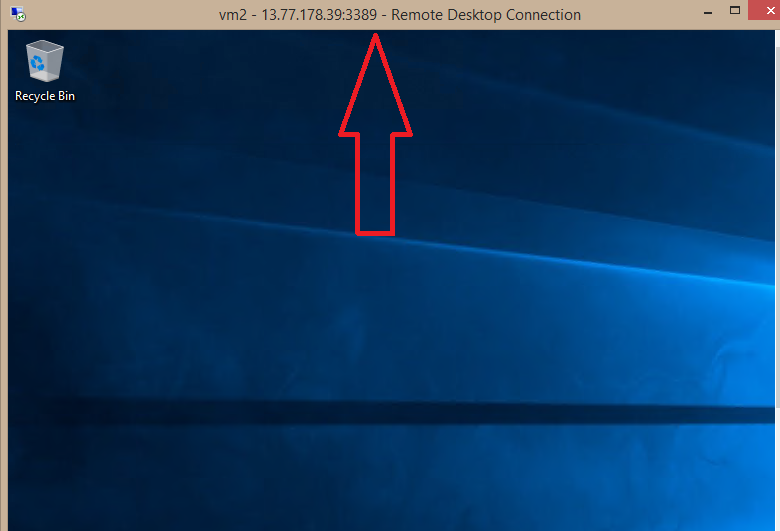 vm2 - 13.77.178.39:3389 - Remote Desktop Connection
Recycle Bin